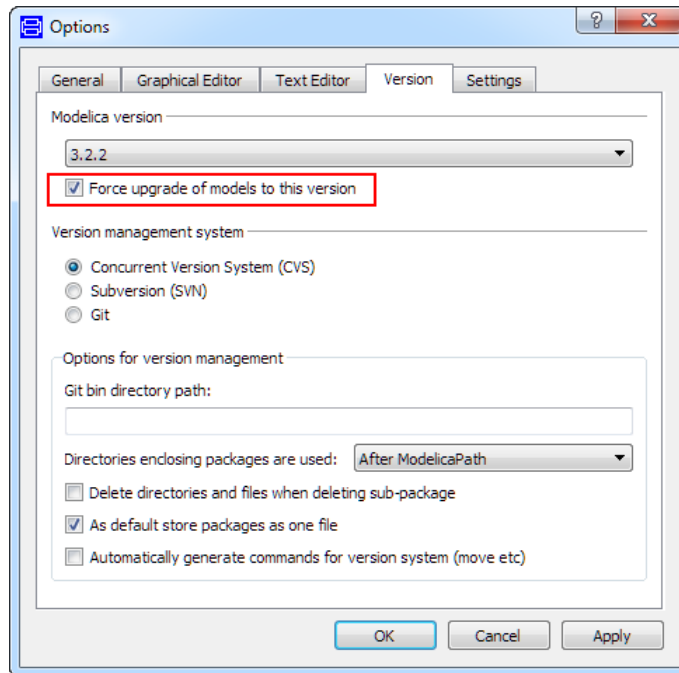 Options
General Graphical Editor Text Editor Version Settings
Modelica version
3.2.2
Force upgrade of models to this version
Version management system
Concurrent Version System (CVS)
Subversion (SVN)
Git
Options for version management
Git bin directory path:
Directories enclosing packages are used: After ModelicaPath
Delete directories and files when deleting sub-package
As default store packages as one file
Automatically generate commands for version system (move etc)
OK Cancel Apply